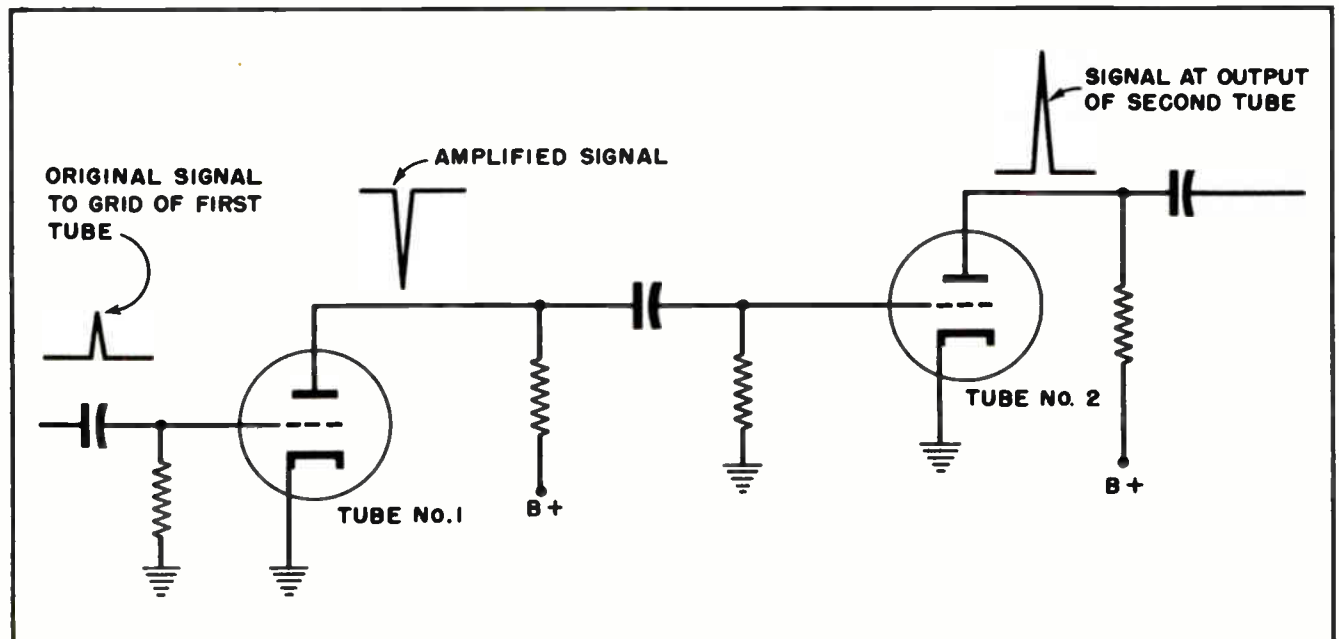 ORIGINAL SIGNAL
TO GRID OF FIRST
TUBE
AMPLIFIED SIGNAL
SIGNAL AT OUTPUT
OF SECOND TUBE
TUBE NO.1
B+
TUBE NO. 2
B+